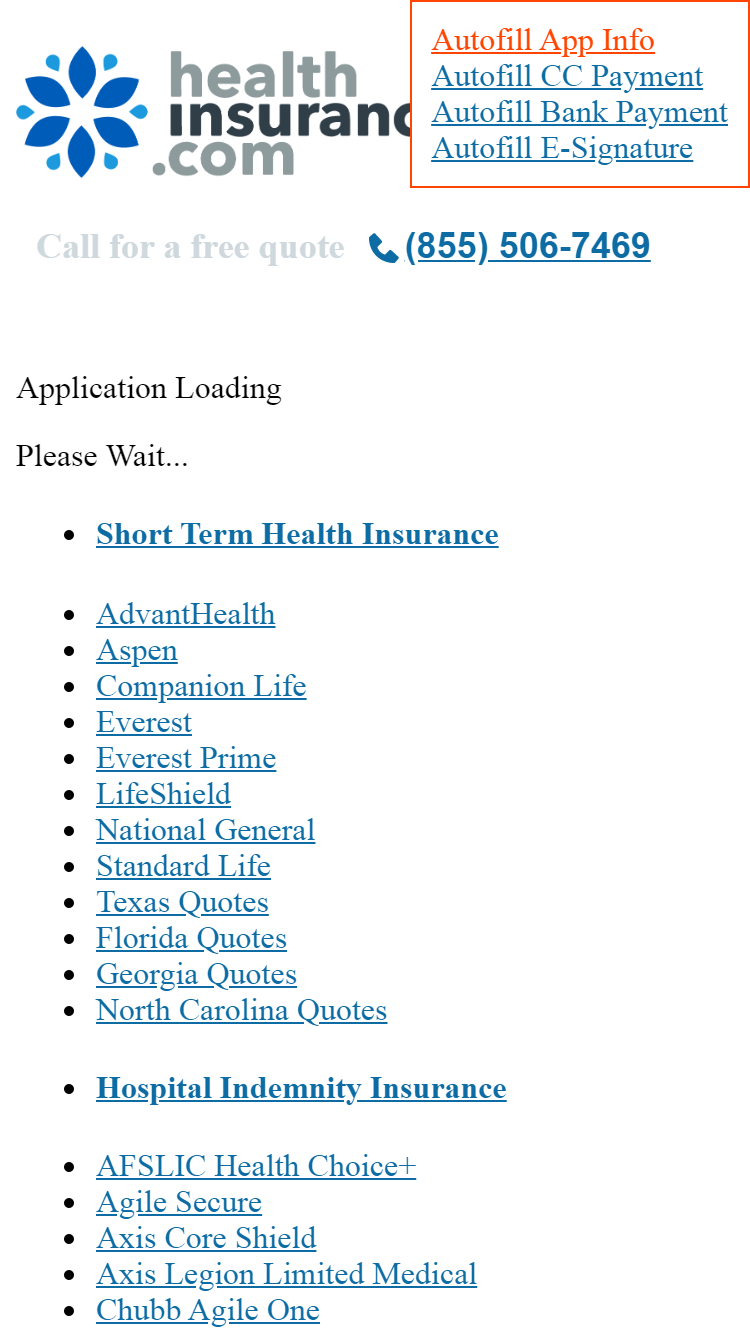 health
insuranc
.com
Autofill App Info
Autofill CC Payment
Autofill Bank Payment
Autofill E-Signature
Call for a free quote (855) 506-7469
Application Loading
Please Wait...
Short Term Health Insurance
AdvantHealth
Aspen
Companion Life
Everest
Everest Prime
LifeShield
National General
Standard Life
Texas Quotes
Florida Quotes
Georgia Quotes
North Carolina Quotes
Hospital Indemnity Insurance
AFSLIC Health Choice+
Agile Secure
Axis Core Shield
Axis Legion Limited Medical
Chubb Agile One